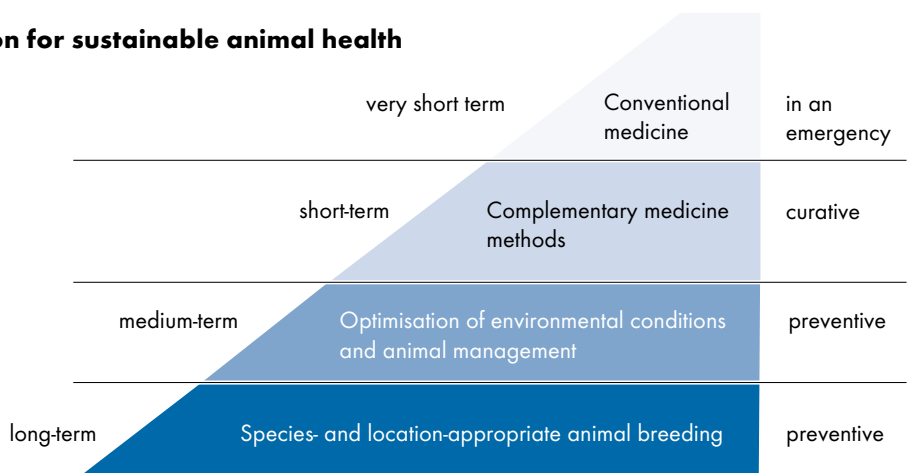 for sustainable animal health
very short term
Conventional
medicine
in an
emergency
short-term
Complementary medicine
methods
curative
medium-term
Optimisation of environmental conditions
and animal management
preventive
long-term
Species- and location-appropriate animal breeding
preventive